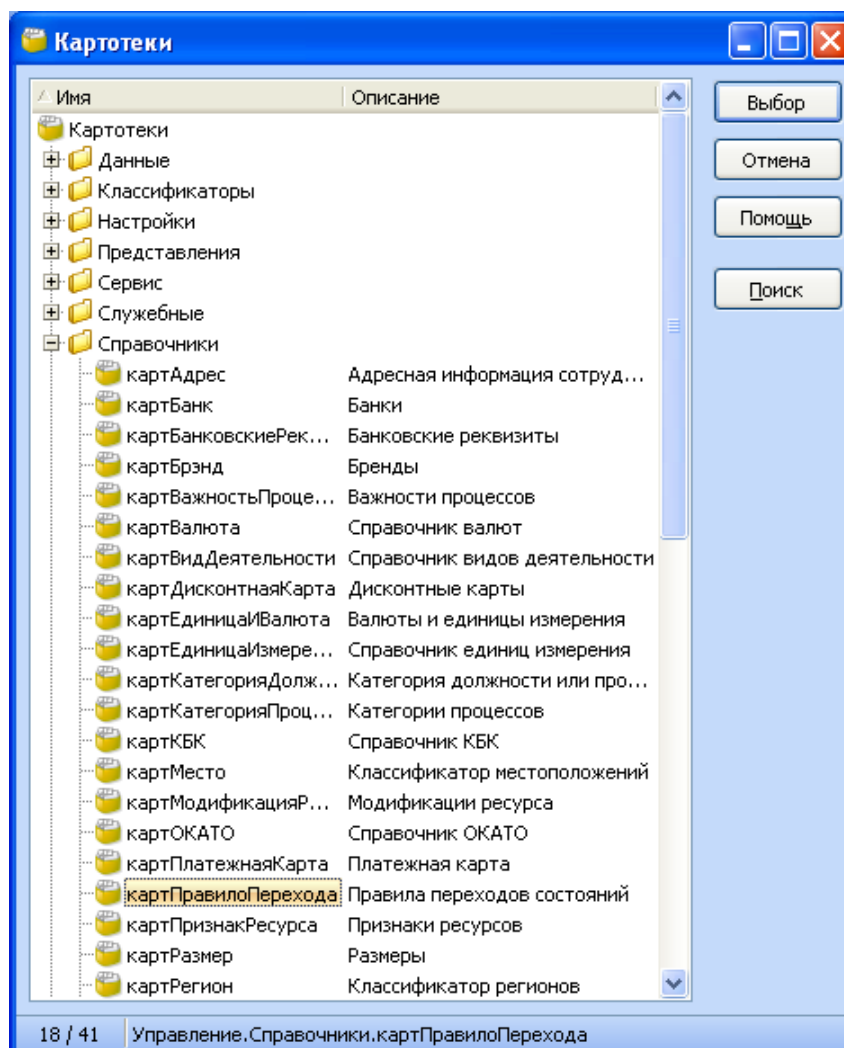 Картотеки
Имя Описание
Выбор
Картотеки
Данные
Отмена
Классификаторы
Настройки
Помощь
Представления
Сервис
Поиск
Служебные
Справочники
картАдрес Адресная информация сотруд...
картБанк Банки
картБанковскиеРек... Банковские реквизиты
картБрэнд Бренды
картВажностьПроце... Важности процессов
картВалюта Справочник валют
картВидДеятельности Справочник видов деятельности
картДисконтнаяКарта Дисконтные карты
картЕдиницаИВалюта Валюты и единицы измерения
картЕдиницаИзмере... Справочник единиц измерения
картКатегорияДолж... Категория должности или про...
картКатегорияПроц... Категории процессов
картКБК Справочник КБК
картМесто Классификатор местоположений
картМодификацияР... Модификации ресурса
картОКАТО Справочник ОКАТО
картПлатежнаяКарта Платежная карта
картПравилоПерехода Правила переходов состояний
картПризнакРесурса Признаки ресурсов
картРазмер Размеры
картРегион Классификатор регионов
18 / 41 Управление.Справочники.картПравилоПерехода